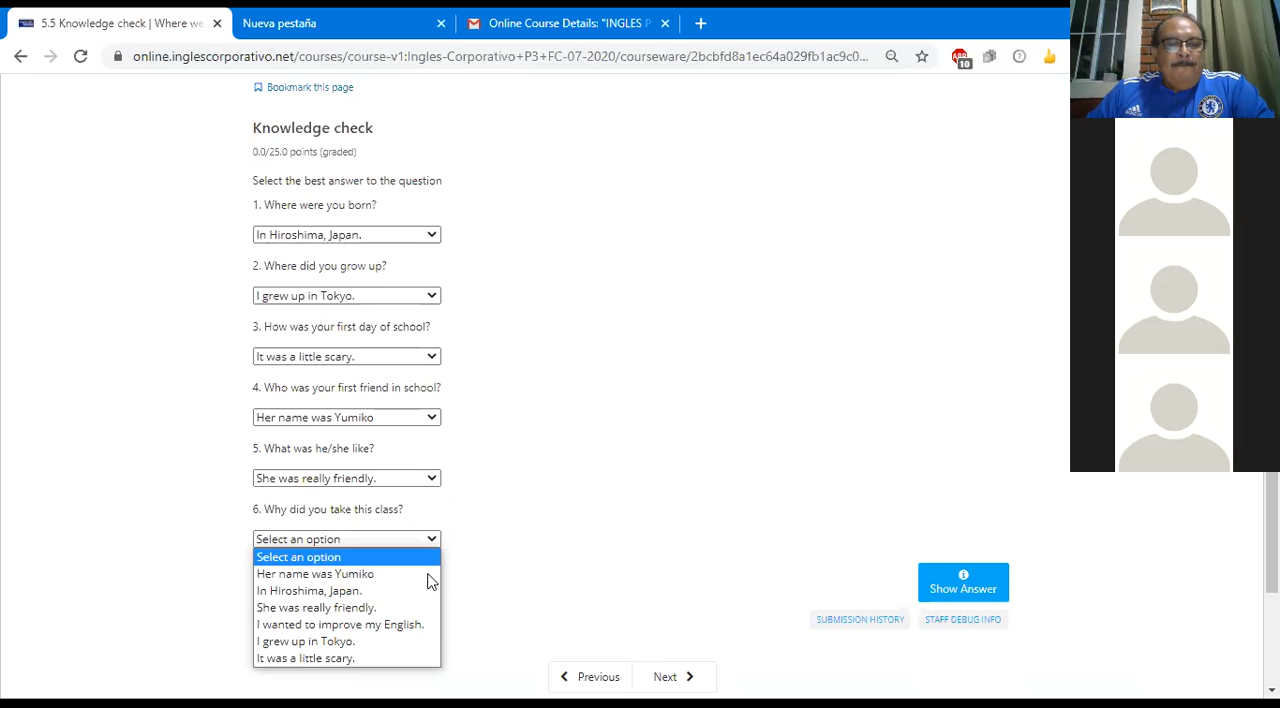 5.5 Knowledge check | Where we
Nueva pestaña
Online Course Details: "INGLES P
online.inglescorporativo.net/courses/course-v1:Ingles-Corporativo+P3+FC-07-2020/courseware/2bcbfd8a1ec64a029fb1ac9c0...
10
Bookmark this page
Knowledge check
0.0/25.0 points (graded)
Select the best answer to the question
1. Where were you born?
In Hiroshima, Japan.
2. Where did you grow up?
I grew up in Tokyo.
3. How was your first day of school?
It was a little scary.
4. Who was your first friend in school?
Her name was Yumiko
5. What was he/she like?
She was really friendly.
6. Why did you take this class?
Select an option
Select an option
Her name was Yumiko
In Hiroshima, Japan.
She was really friendly.
I wanted to improve my English.
I grew up in Tokyo.
It was a little scary.
Show Answer
SUBMISSION HISTORY
STAFF DEBUG INFO
Previous
Next